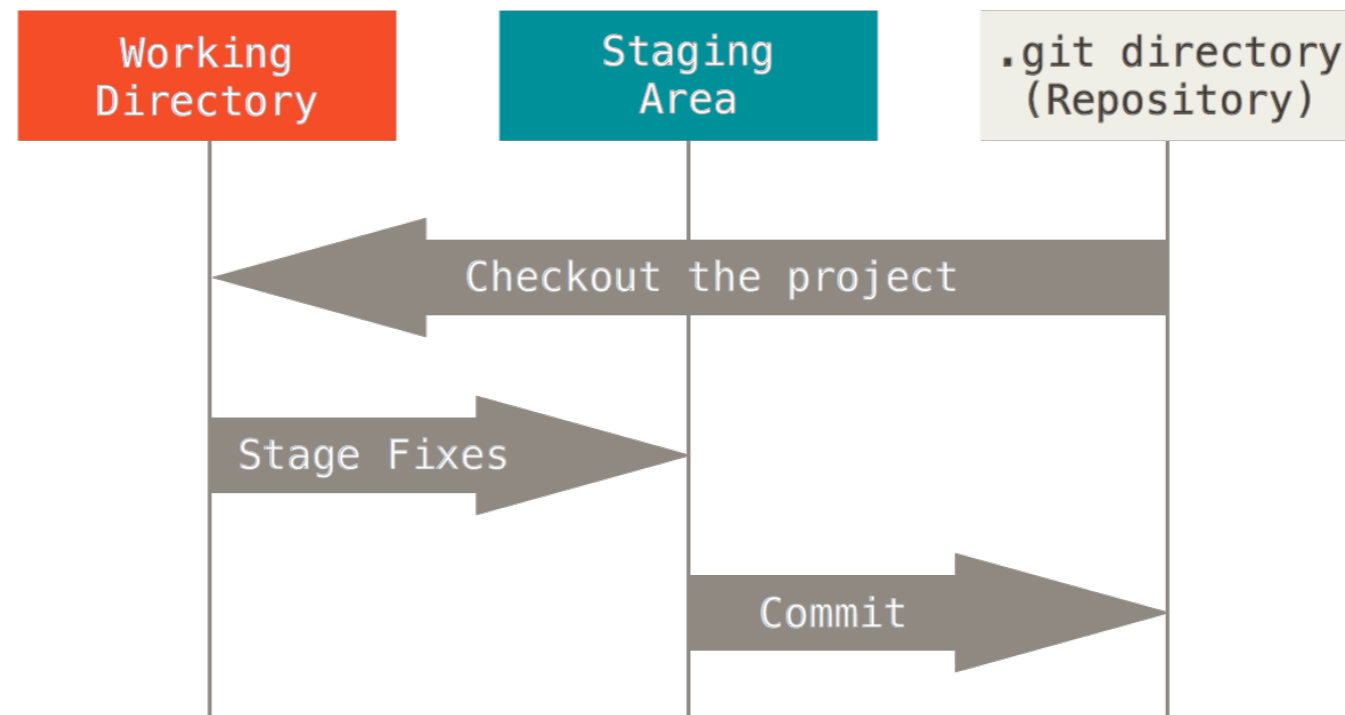 Working
Directory
Staging
Area
.git directory
(Repository)
Checkout the project
Stage Fixes
Commit